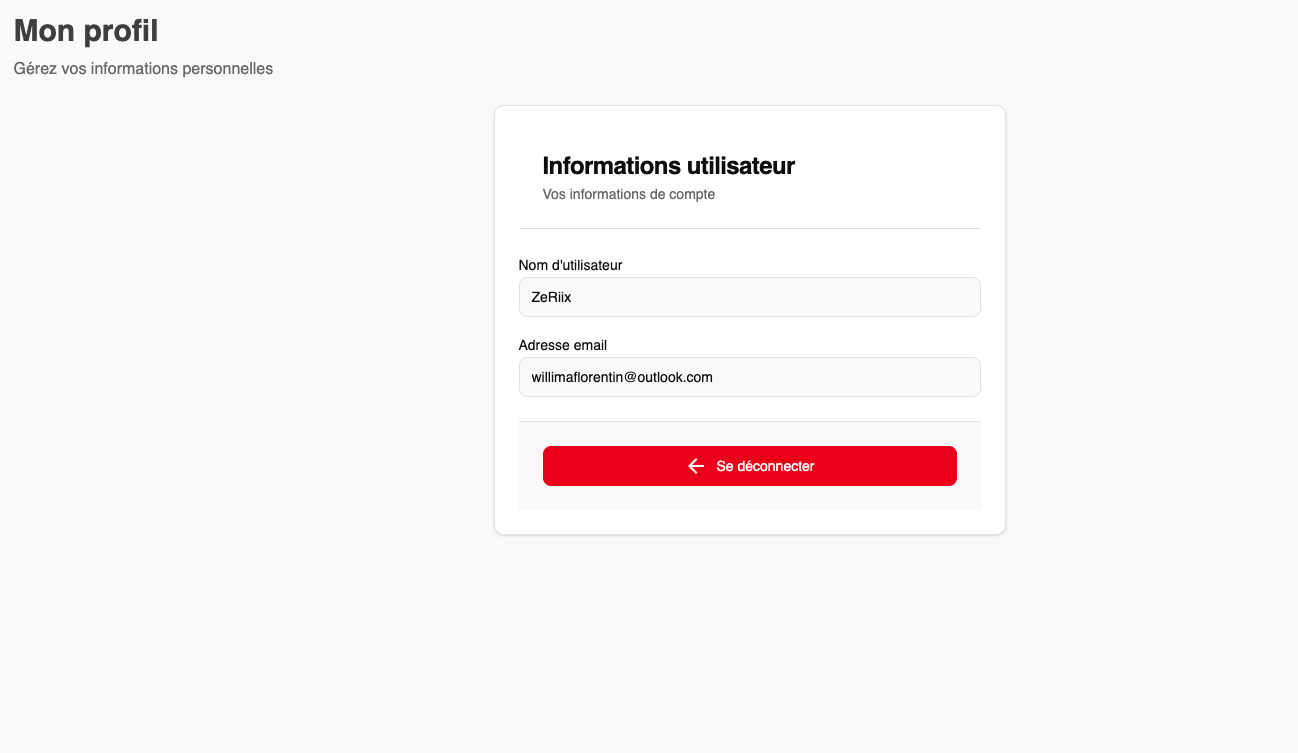 Mon profil
Gérez vos informations personnelles
Informations utilisateur
Vos informations de compte
Nom d'utilisateur
ZeRiix
Adresse email
willimaflorentin@outlook.com
Se déconnecter